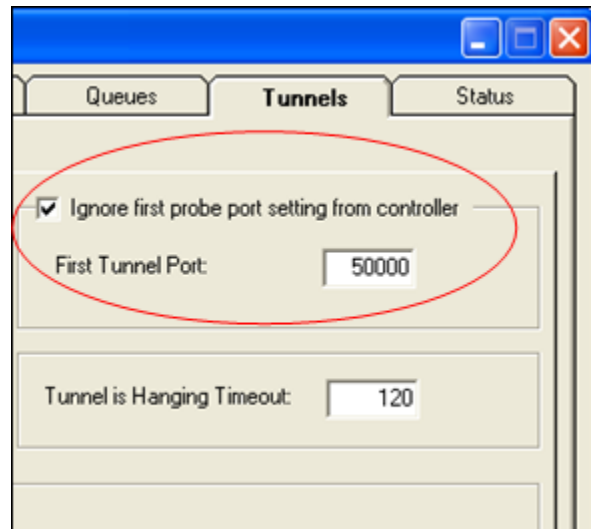 Queues
Tunnels
Status
Ignore first probe port setting from controller
First Tunnel Port:
50000
Tunnel is Hanging Timeout:
120